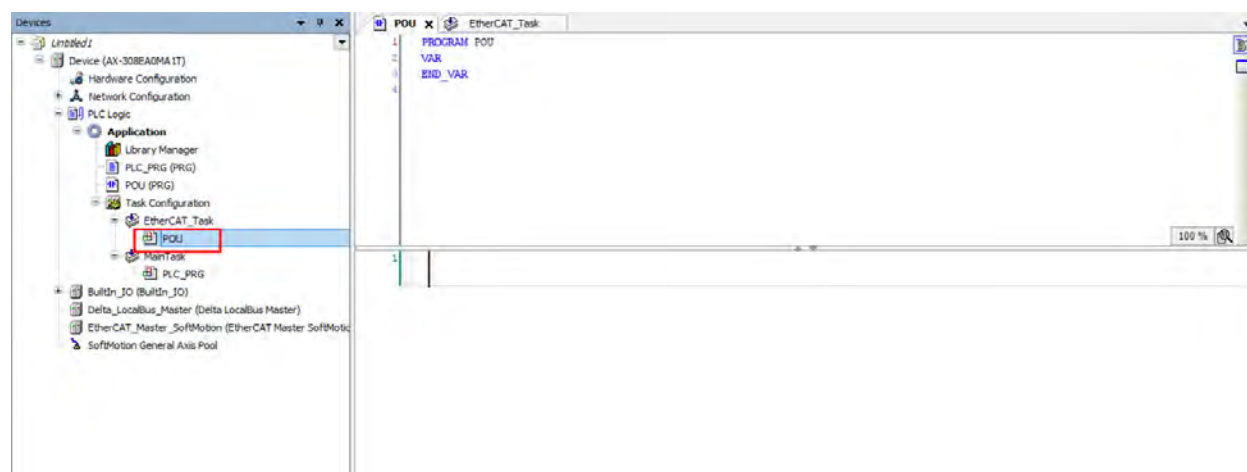 Devices
Untitled1
Device (AX-308EA0MA1T)
Hardware Configuration
Network Configuration
PLC Logic
Application
Library Manager
PLC_PRG (PRG)
POU (PRG)
Task Configuration
EtherCAT_Task
POU
MainTask
PLC_PRG
BuiltIn_IO (BuiltIn_IO)
Delta_LocalBus_Master (Delta LocalBus Master)
EtherCAT_Master_SoftMotion (EtherCAT Master SoftMotic
SoftMotion General Axis Pool
POU EtherCAT_Task
1 PROGRAM POU
2 VAR
3 END_VAR
4
100 %
1